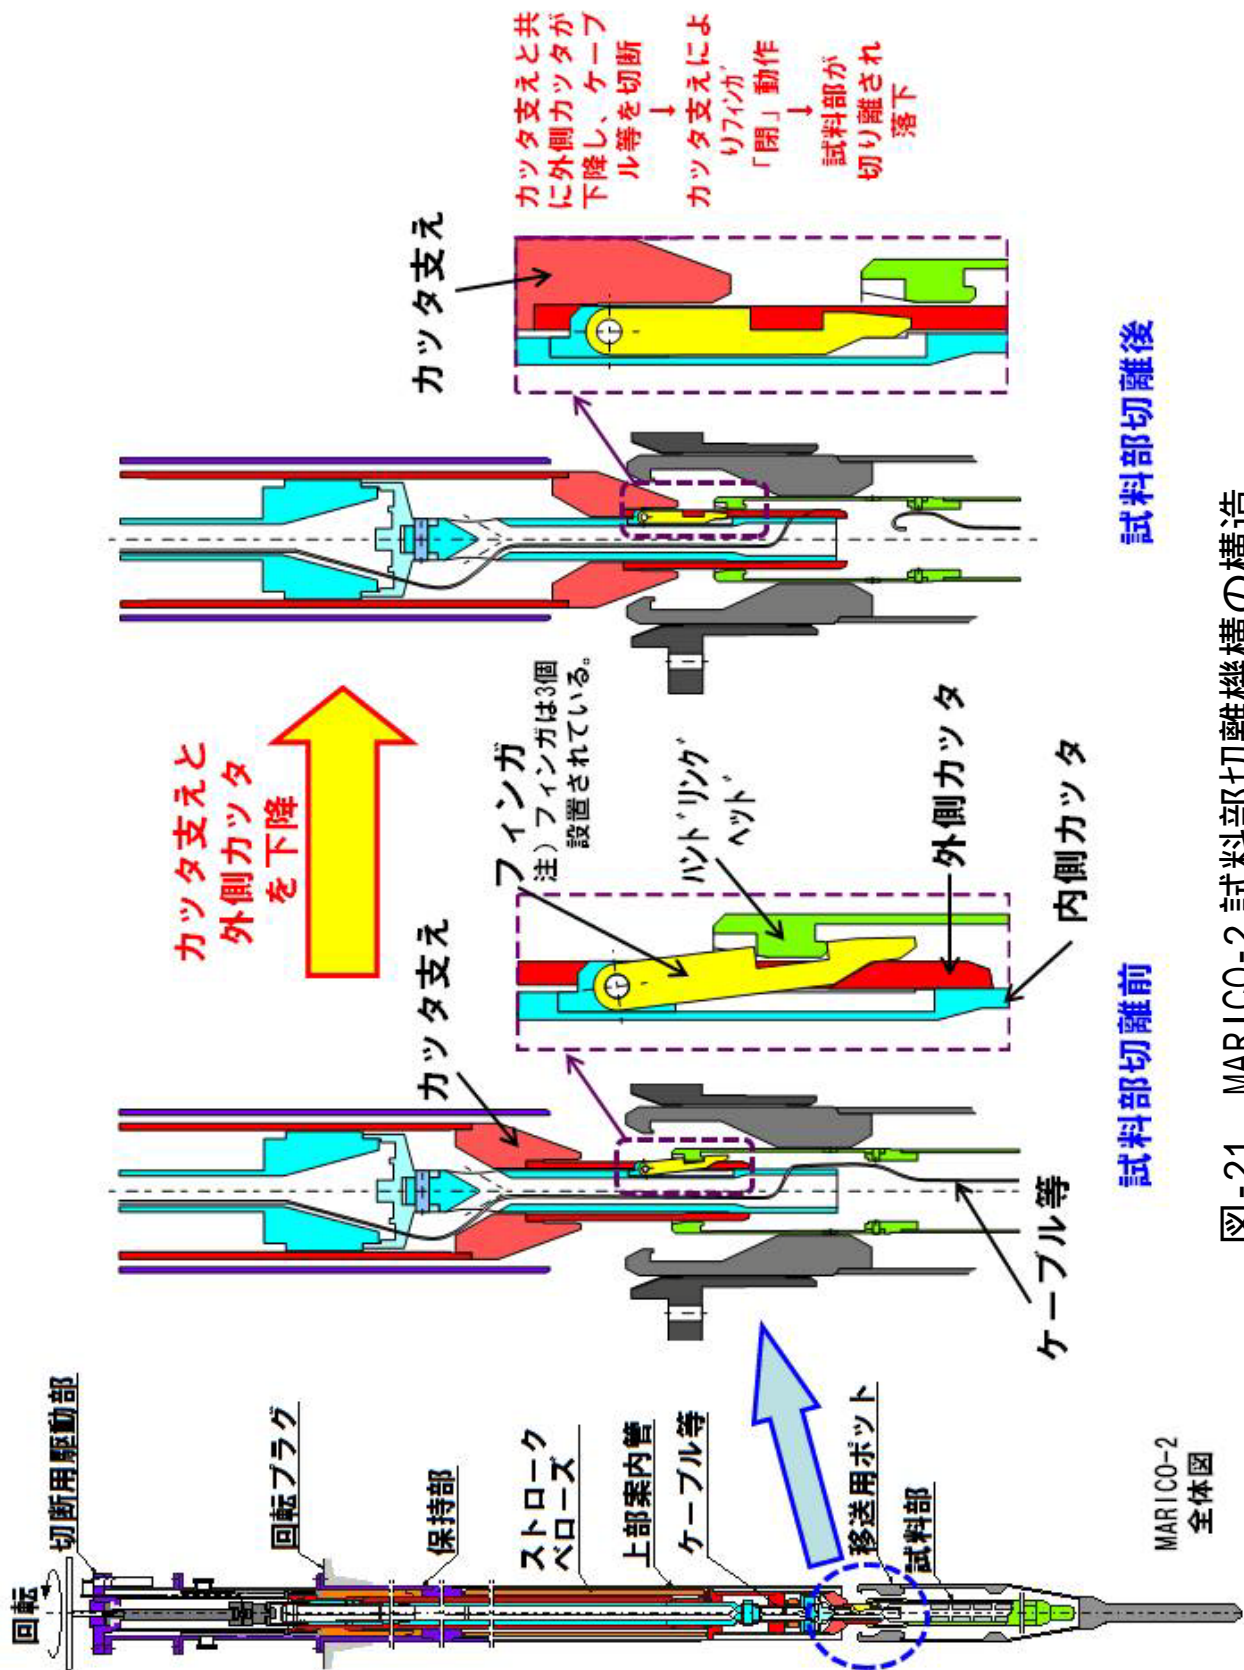 回転
切断用駆動部
回転プラグ
保持部
ストローク
ベローズ
上部案内管
ケーブル等
移送用ポット
試料部
MARICO-2
全体図
カッタ支えと
外側カッタ
を下降
カッタ支え
フィンガ
注）フィンガは3個
設置されている。
ﾊﾝﾄﾞﾘﾝｸﾞ
ﾍｯﾄﾞ
外側カッタ
内側カッタ
ケーブル等
試料部切離前
カッタ支え
カッタ支えと共
に外側カッタが
下降し、ケーブ
ル等を切断
↓
カッタ支えによ
りﾌｨﾝｶﾞ
「閉」動作
↓
試料部が
切り離され
落下
試料部切離後
図-21 MARICO-2 試料部切離機構の構造